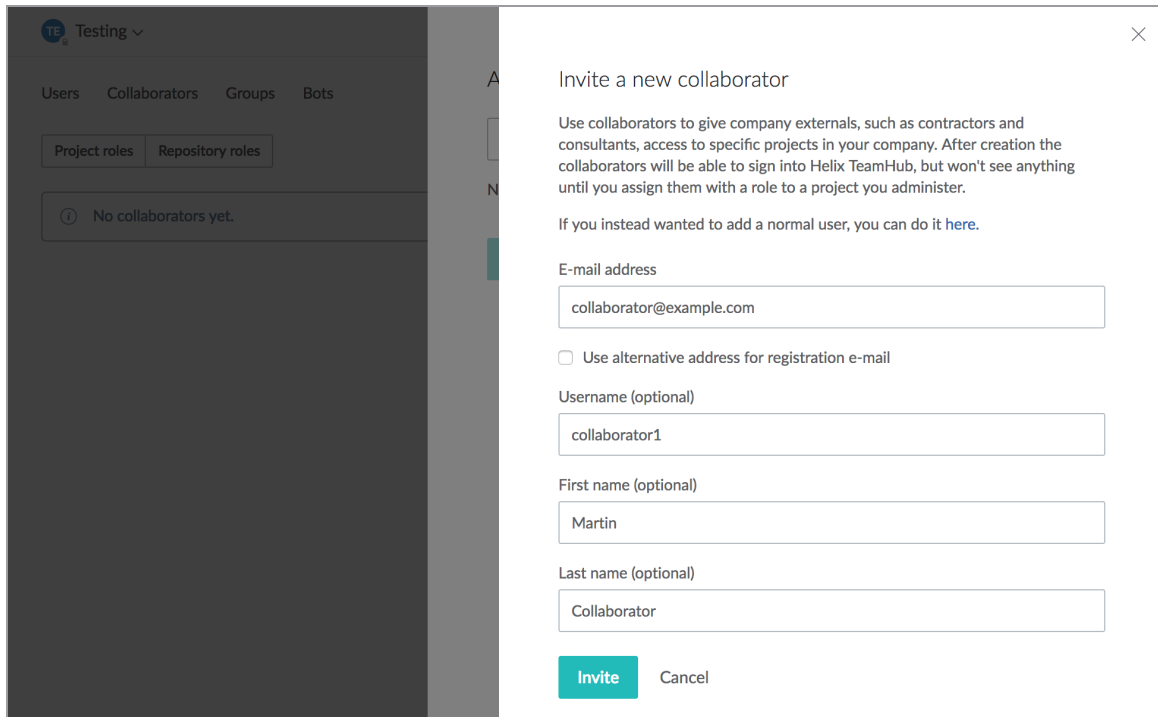 TE Testing
Users Collaborators Groups Bots
Project roles Repository roles
No collaborators yet.
A
N
Invite a new collaborator
Use collaborators to give company externals, such as contractors and
consultants, access to specific projects in your company. After creation the
collaborators will be able to sign into Helix TeamHub, but won't see anything
until you assign them with a role to a project you administer.
If you instead wanted to add a normal user, you can do it here.
E-mail address
collaborator@example.com
Use alternative address for registration e-mail
Username (optional)
collaborator1
First name (optional)
Martin
Last name (optional)
Collaborator
Invite Cancel